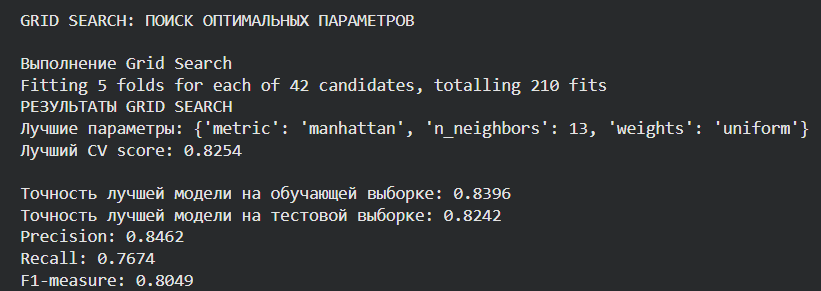 GRID SEARCH: ПОИСК ОПТИМАЛЬНЫХ ПАРАМЕТРОВ
Выполнение Grid Search
Fitting 5 folds for each of 42 candidates, totalling 210 fits
РЕЗУЛЬТАТЫ GRID SEARCH
Лучшие параметры: {'metric': 'manhattan', 'n_neighbors': 13, 'weights': 'uniform'}
Лучший CV score: 0.8254
Точность лучшей модели на обучающей выборке: 0.8396
Точность лучшей модели на тестовой выборке: 0.8242
Precision: 0.8462
Recall: 0.7674
F1-measure: 0.8049